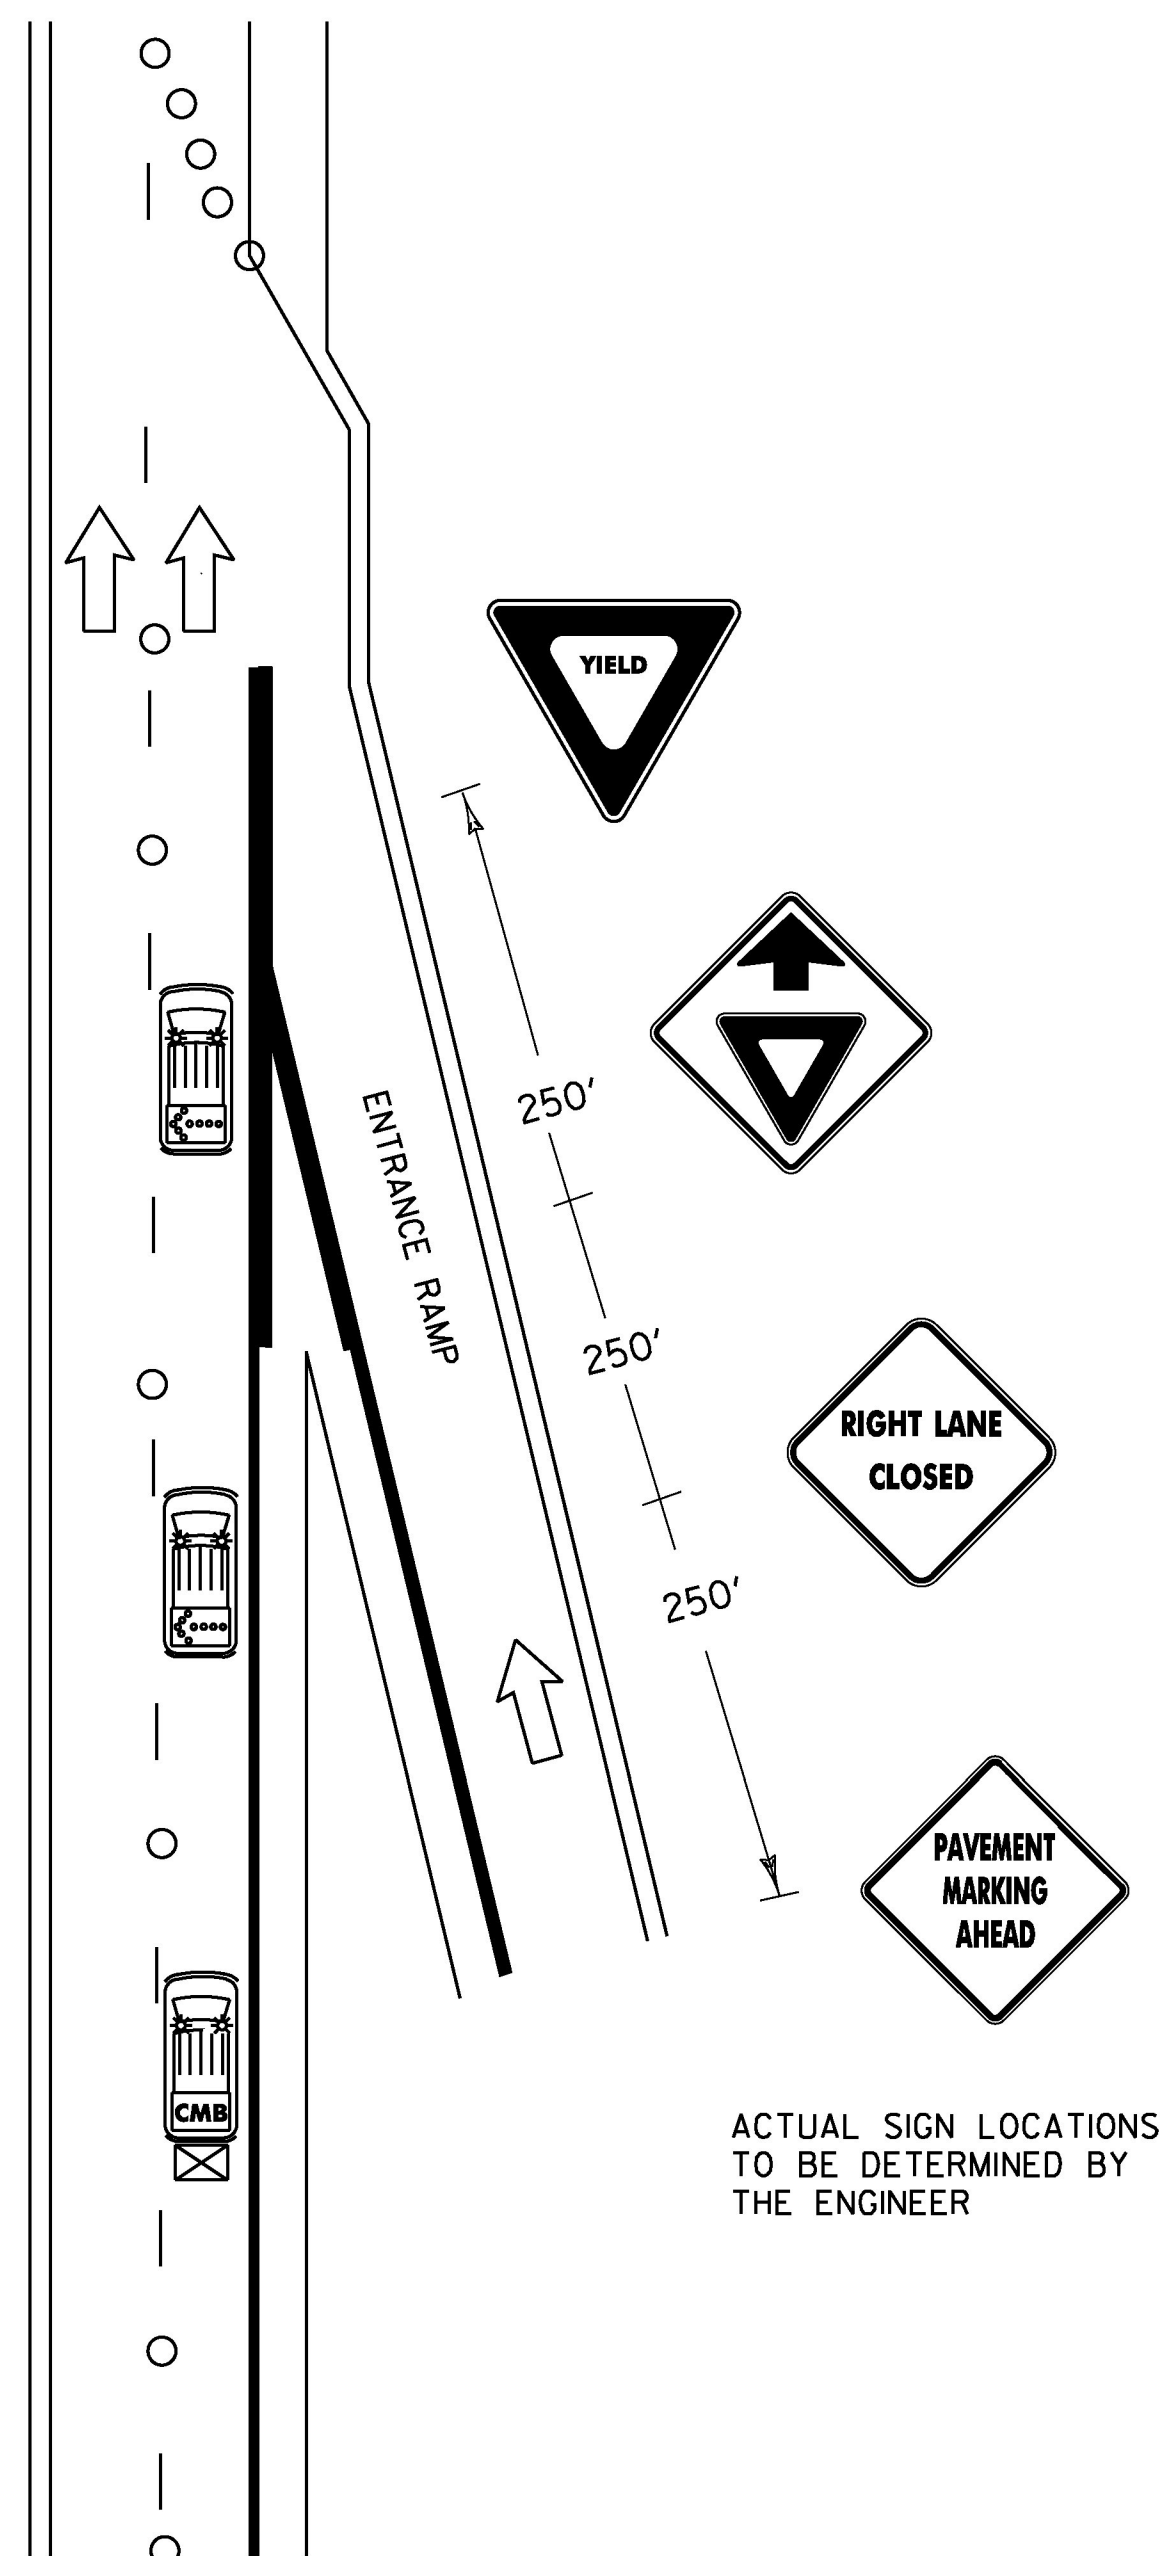 YIELD
250'
ENTRANCE RAMP
250'
RIGHT LANE
CLOSED
250'
PAVEMENT
MARKING
AHEAD
CMB
ACTUAL SIGN LOCATIONS
TO BE DETERMINED BY
THE ENGINEER